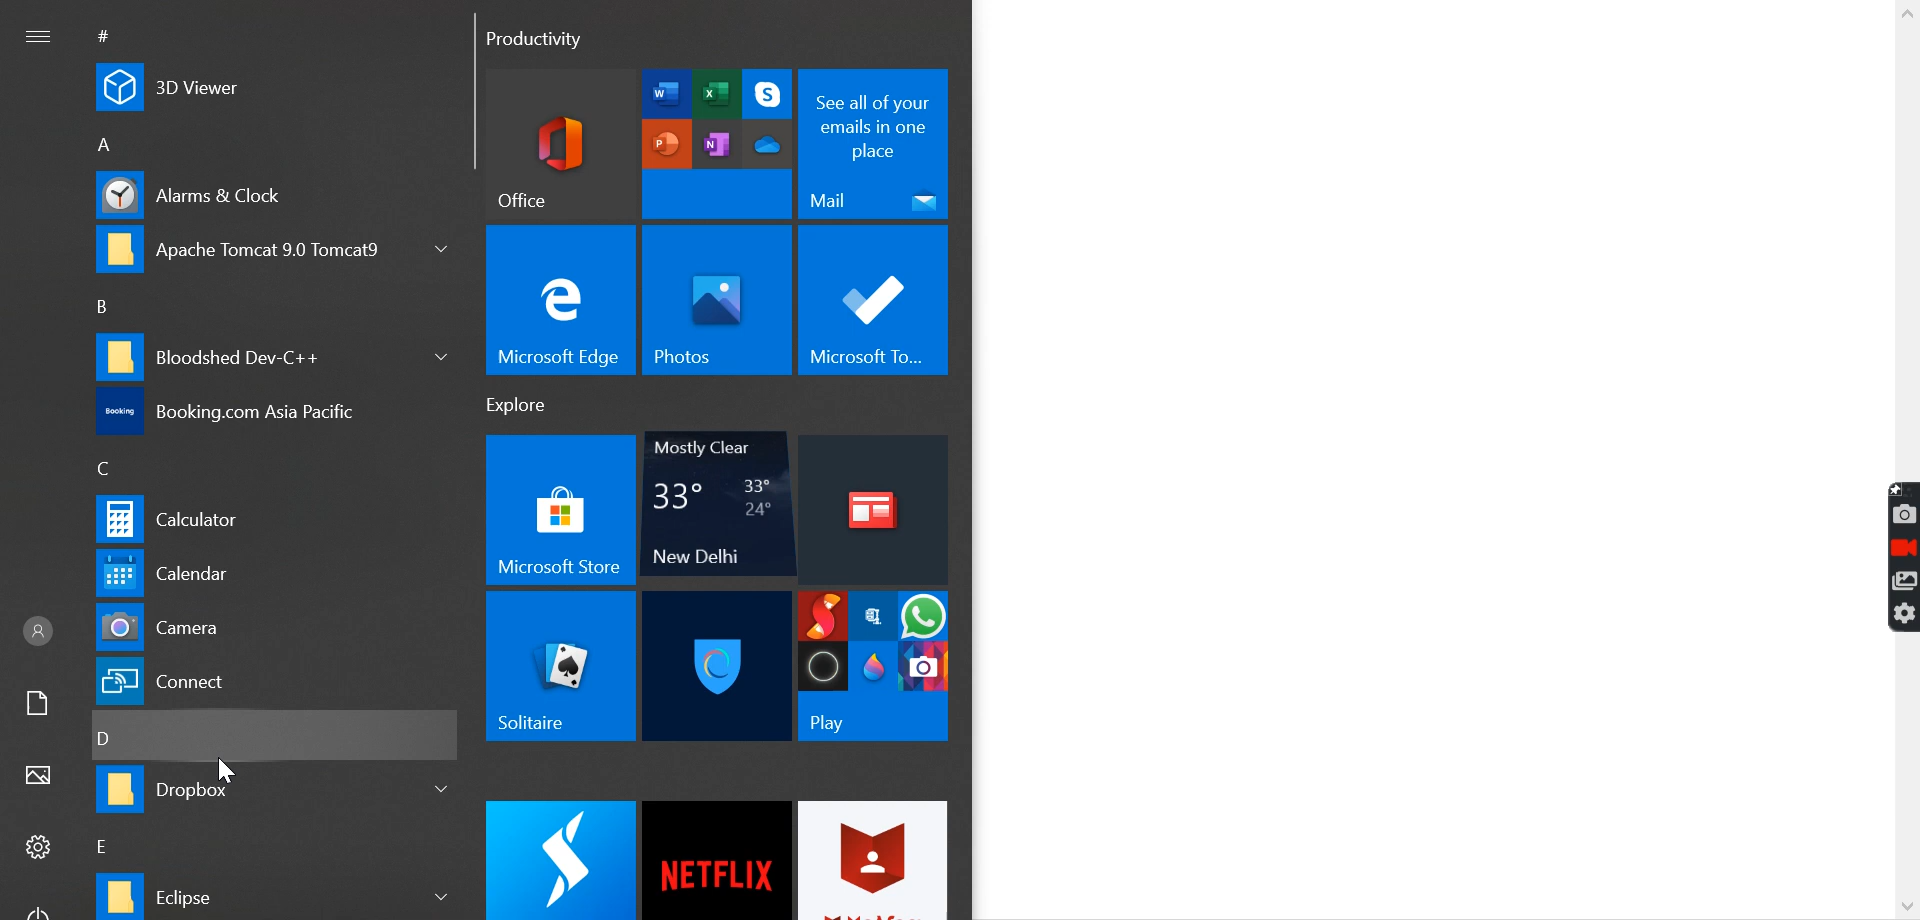 #
3D Viewer
A
Alarms & Clock
Apache Tomcat 9.0 Tomcat9
B
Bloodshed Dev-C++
Booking
Booking.com Asia Pacific
C
Calculator
Calendar
Camera
Connect
D
Dropbox
E
Eclipse
Productivity
Office
See all of your
emails in one
place
Mail
Microsoft Edge
Photos
Microsoft To...
Explore
Microsoft Store
Mostly Clear
33°
33°
24°
New Delhi
Solitaire
Play
NETFLIX